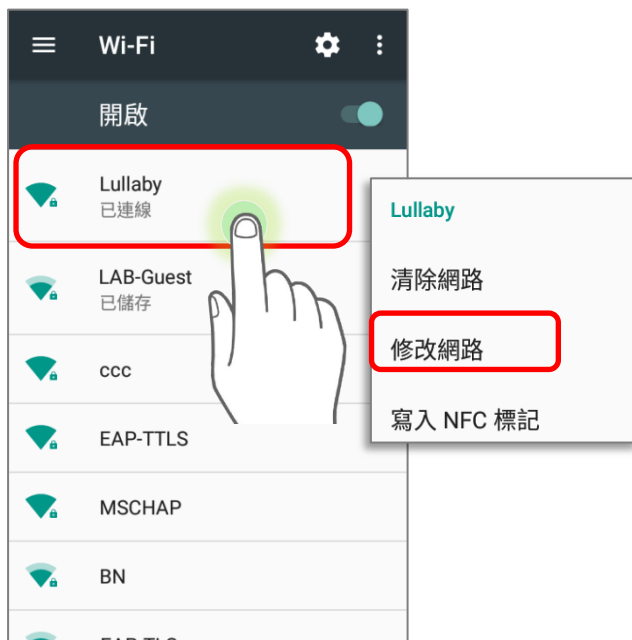 Wi-Fi
開啟
Lullaby
已連線
LAB-Guest
已儲存
ccc
EAP-TTLS
MSCHAP
BN
Lullaby
清除網路
修改網路
寫入 NFC 標記